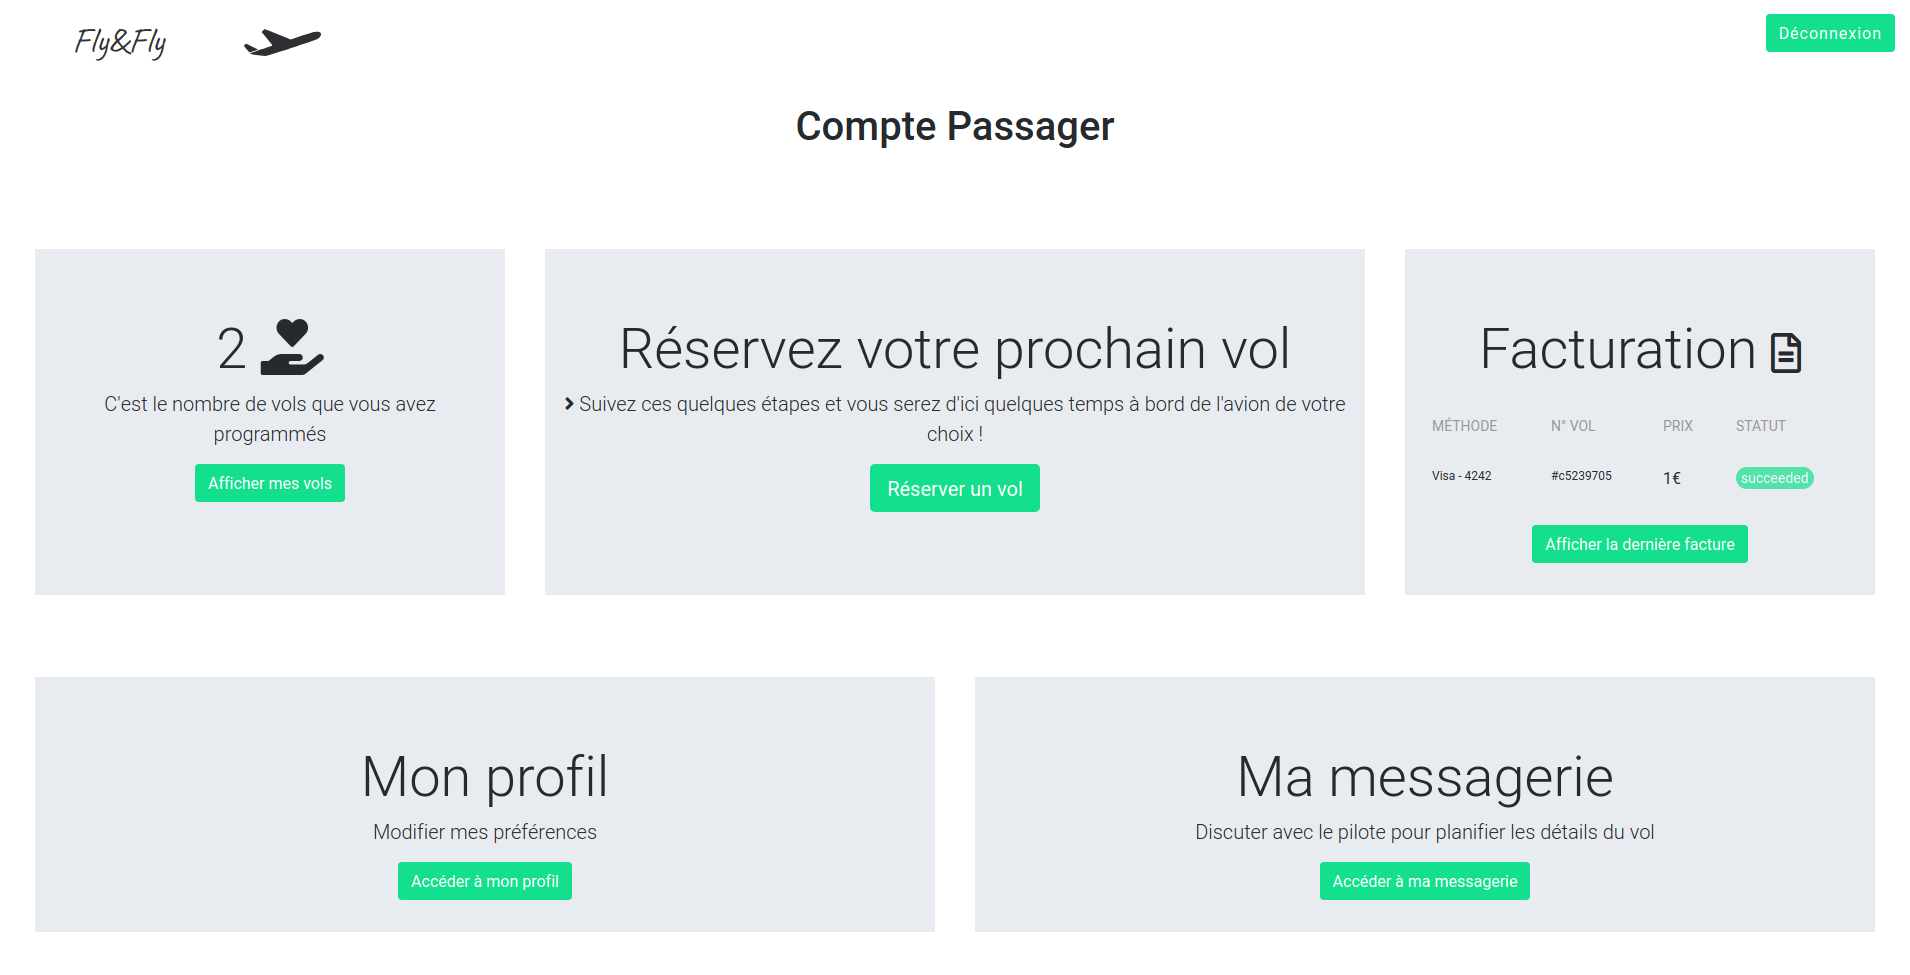 Fly&Fly
Déconnexion
Compte Passager
2
C'est le nombre de vols que vous avez
programmés
Afficher mes vols
Réservez votre prochain vol
Suivez ces quelques étapes et vous serez d'ici quelques temps à bord de l'avion de votre
choix !
Réserver un vol
Facturation
MÉTHODE N° VOL PRIX STATUT
Visa - 4242 #c5239705 1€ succeeded
Afficher la dernière facture
Mon profil
Modifier mes préférences
Accéder à mon profil
Ma messagerie
Discuter avec le pilote pour planifier les détails du vol
Accéder à ma messagerie